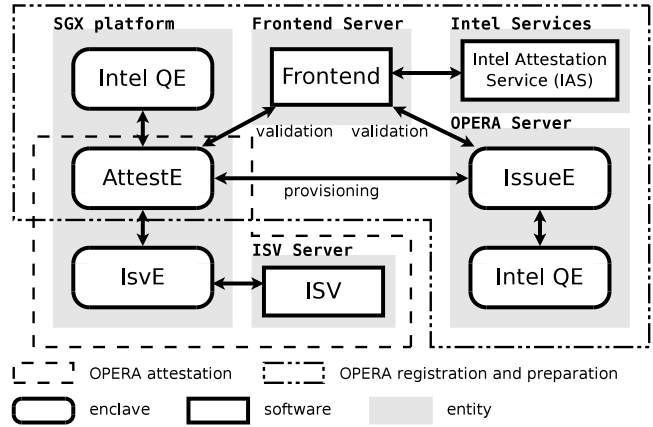 SGX platform
Frontend Server
Intel Services
Intel QE
Frontend
Intel Attestation
Service (IAS)
validation
validation
OPERA Server
AttestE
provisioning
IssueE
ISV Server
IsvE
ISV
Intel QE
OPERA attestation
OPERA registration and preparation
enclave
software
entity